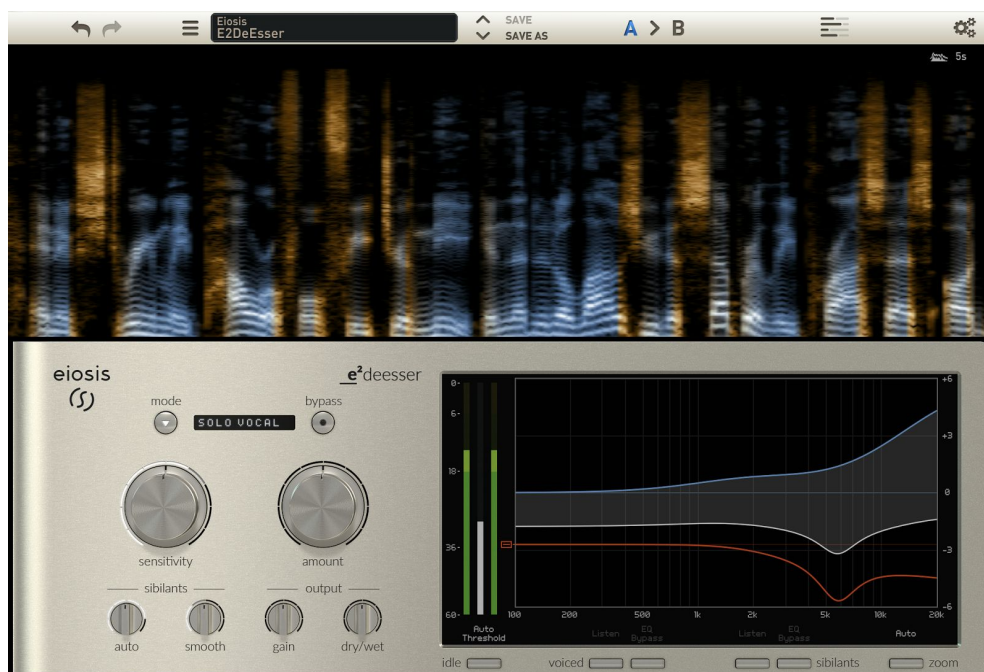 Eiosis
E2DeEsser
SAVE
SAVE AS
A > B
5s
eiosis
e²deesser
mode
bypass
SOLO VOCAL
sensitivity
amount
sibilants
output
auto
smooth
gain
dry/wet
0-
6-
18-
36-
60-
Auto
Threshold
+6
+3
0
-3
-6
100
200
500
1k
2k
5k
10k
20k
Listen
EQ
Bypass
Listen
EQ
Bypass
Auto
idle
voiced
sibilants
zoom